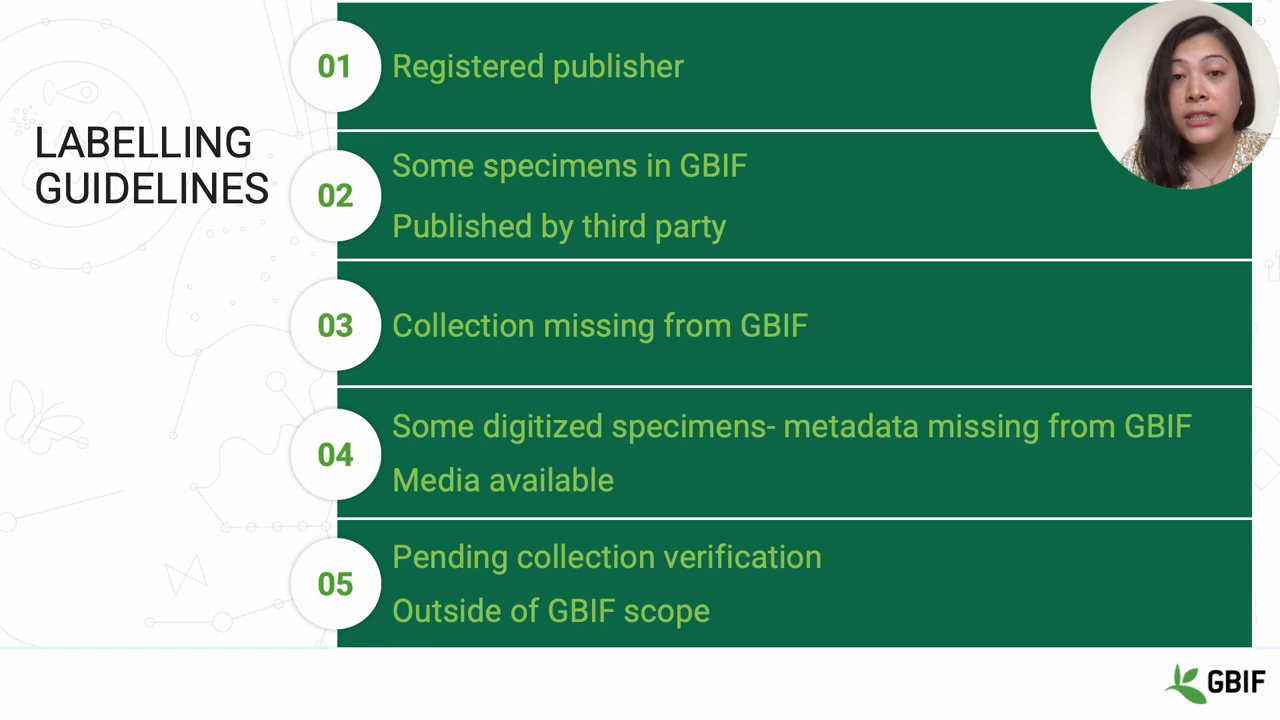 LABELLING
GUIDELINES
01
Registered publisher
02
Some specimens in GBIF
Published by third party
03
Collection missing from GBIF
04
Some digitized specimens- metadata missing from GBIF
Media available
05
Pending collection verification
Outside of GBIF scope
GBIF